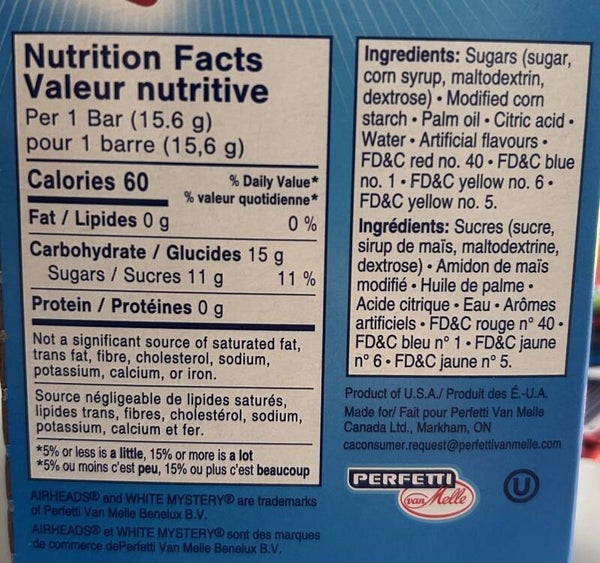 Nutrition Facts
Valeur nutritive
Per 1 Bar (15.6 g)
pour 1 barre (15,6 g)
Calories 60
% Daily Value*
% valeur quotidienne*
Fat / Lipides 0 g 0 %
Carbohydrate / Glucides 15 g
Sugars / Sucres 11 g 11 %
Protein / Protéines 0 g
Not a significant source of saturated fat,
trans fat, fibre, cholesterol, sodium,
potassium, calcium, or iron.
Source négligeable de lipides saturés,
lipides trans, fibres, cholestérol, sodium,
potassium, calcium et fer.
*5% or less is a little, 15% or more is a lot
*5% ou moins c'est peu, 15% ou plus c'est beaucoup
AIRHEADS® and WHITE MYSTERY® are trademarks
of Perfetti Van Melle Benelux B.V.
AIRHEADS® et WHITE MYSTERY® sont des marques
de commerce dePerfetti Van Melle Benelux B.V.
Ingredients: Sugars (sugar,
corn syrup, maltodextrin,
dextrose) • Modified corn
starch • Palm oil • Citric acid •
Water • Artificial flavours •
FD&C red no. 40 • FD&C blue
no. 1 • FD&C yellow no. 6 •
FD&C yellow no. 5.
Ingrédients: Sucres (sucre,
sirup de maïs, maltodextrine,
dextrose) • Amidon de maïs
modifié • Huile de palme •
Acide citrique • Eau • Arômes
artificiels • FD&C rouge n° 40 •
FD&C bleu n° 1 • FD&C jaune
n° 6 • FD&C jaune n° 5.
Product of U.S.A./ Produit des É.-U.A.
Made for/ Fait pour Perfetti Van Melle
Canada Ltd., Markham, ON
caconsumer.request@perfettivanmelle.com
PERFETTI
van Melle
U